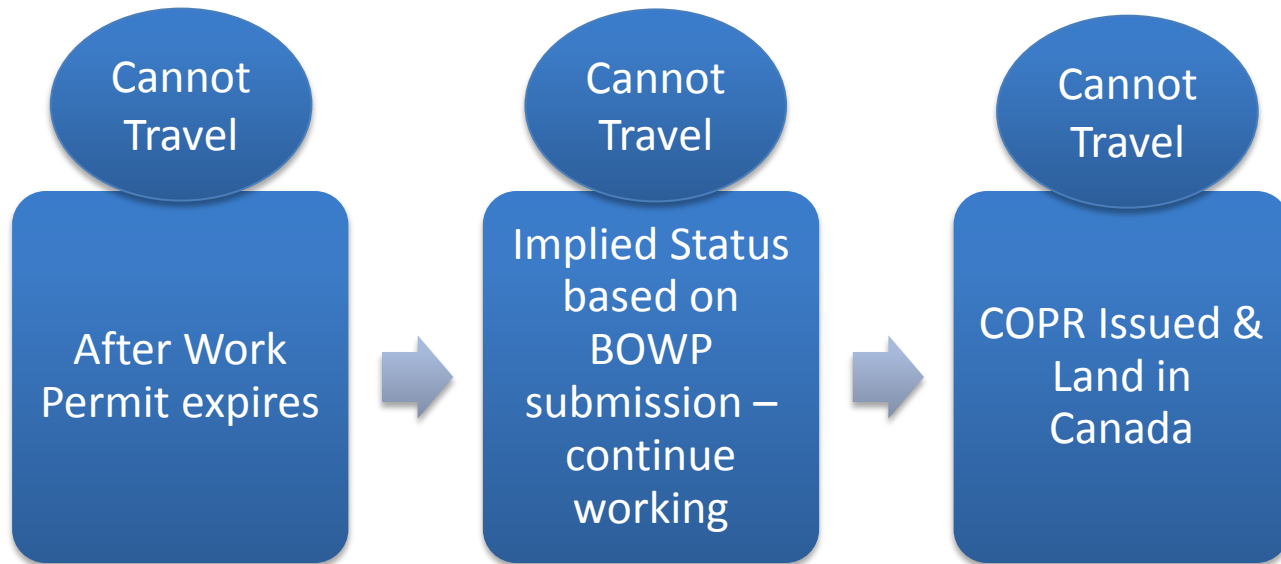 Cannot
Travel
After Work
Permit expires
Cannot
Travel
Implied Status
based on
BOWP
submission –
continue
working
Cannot
Travel
COPR Issued &
Land in
Canada